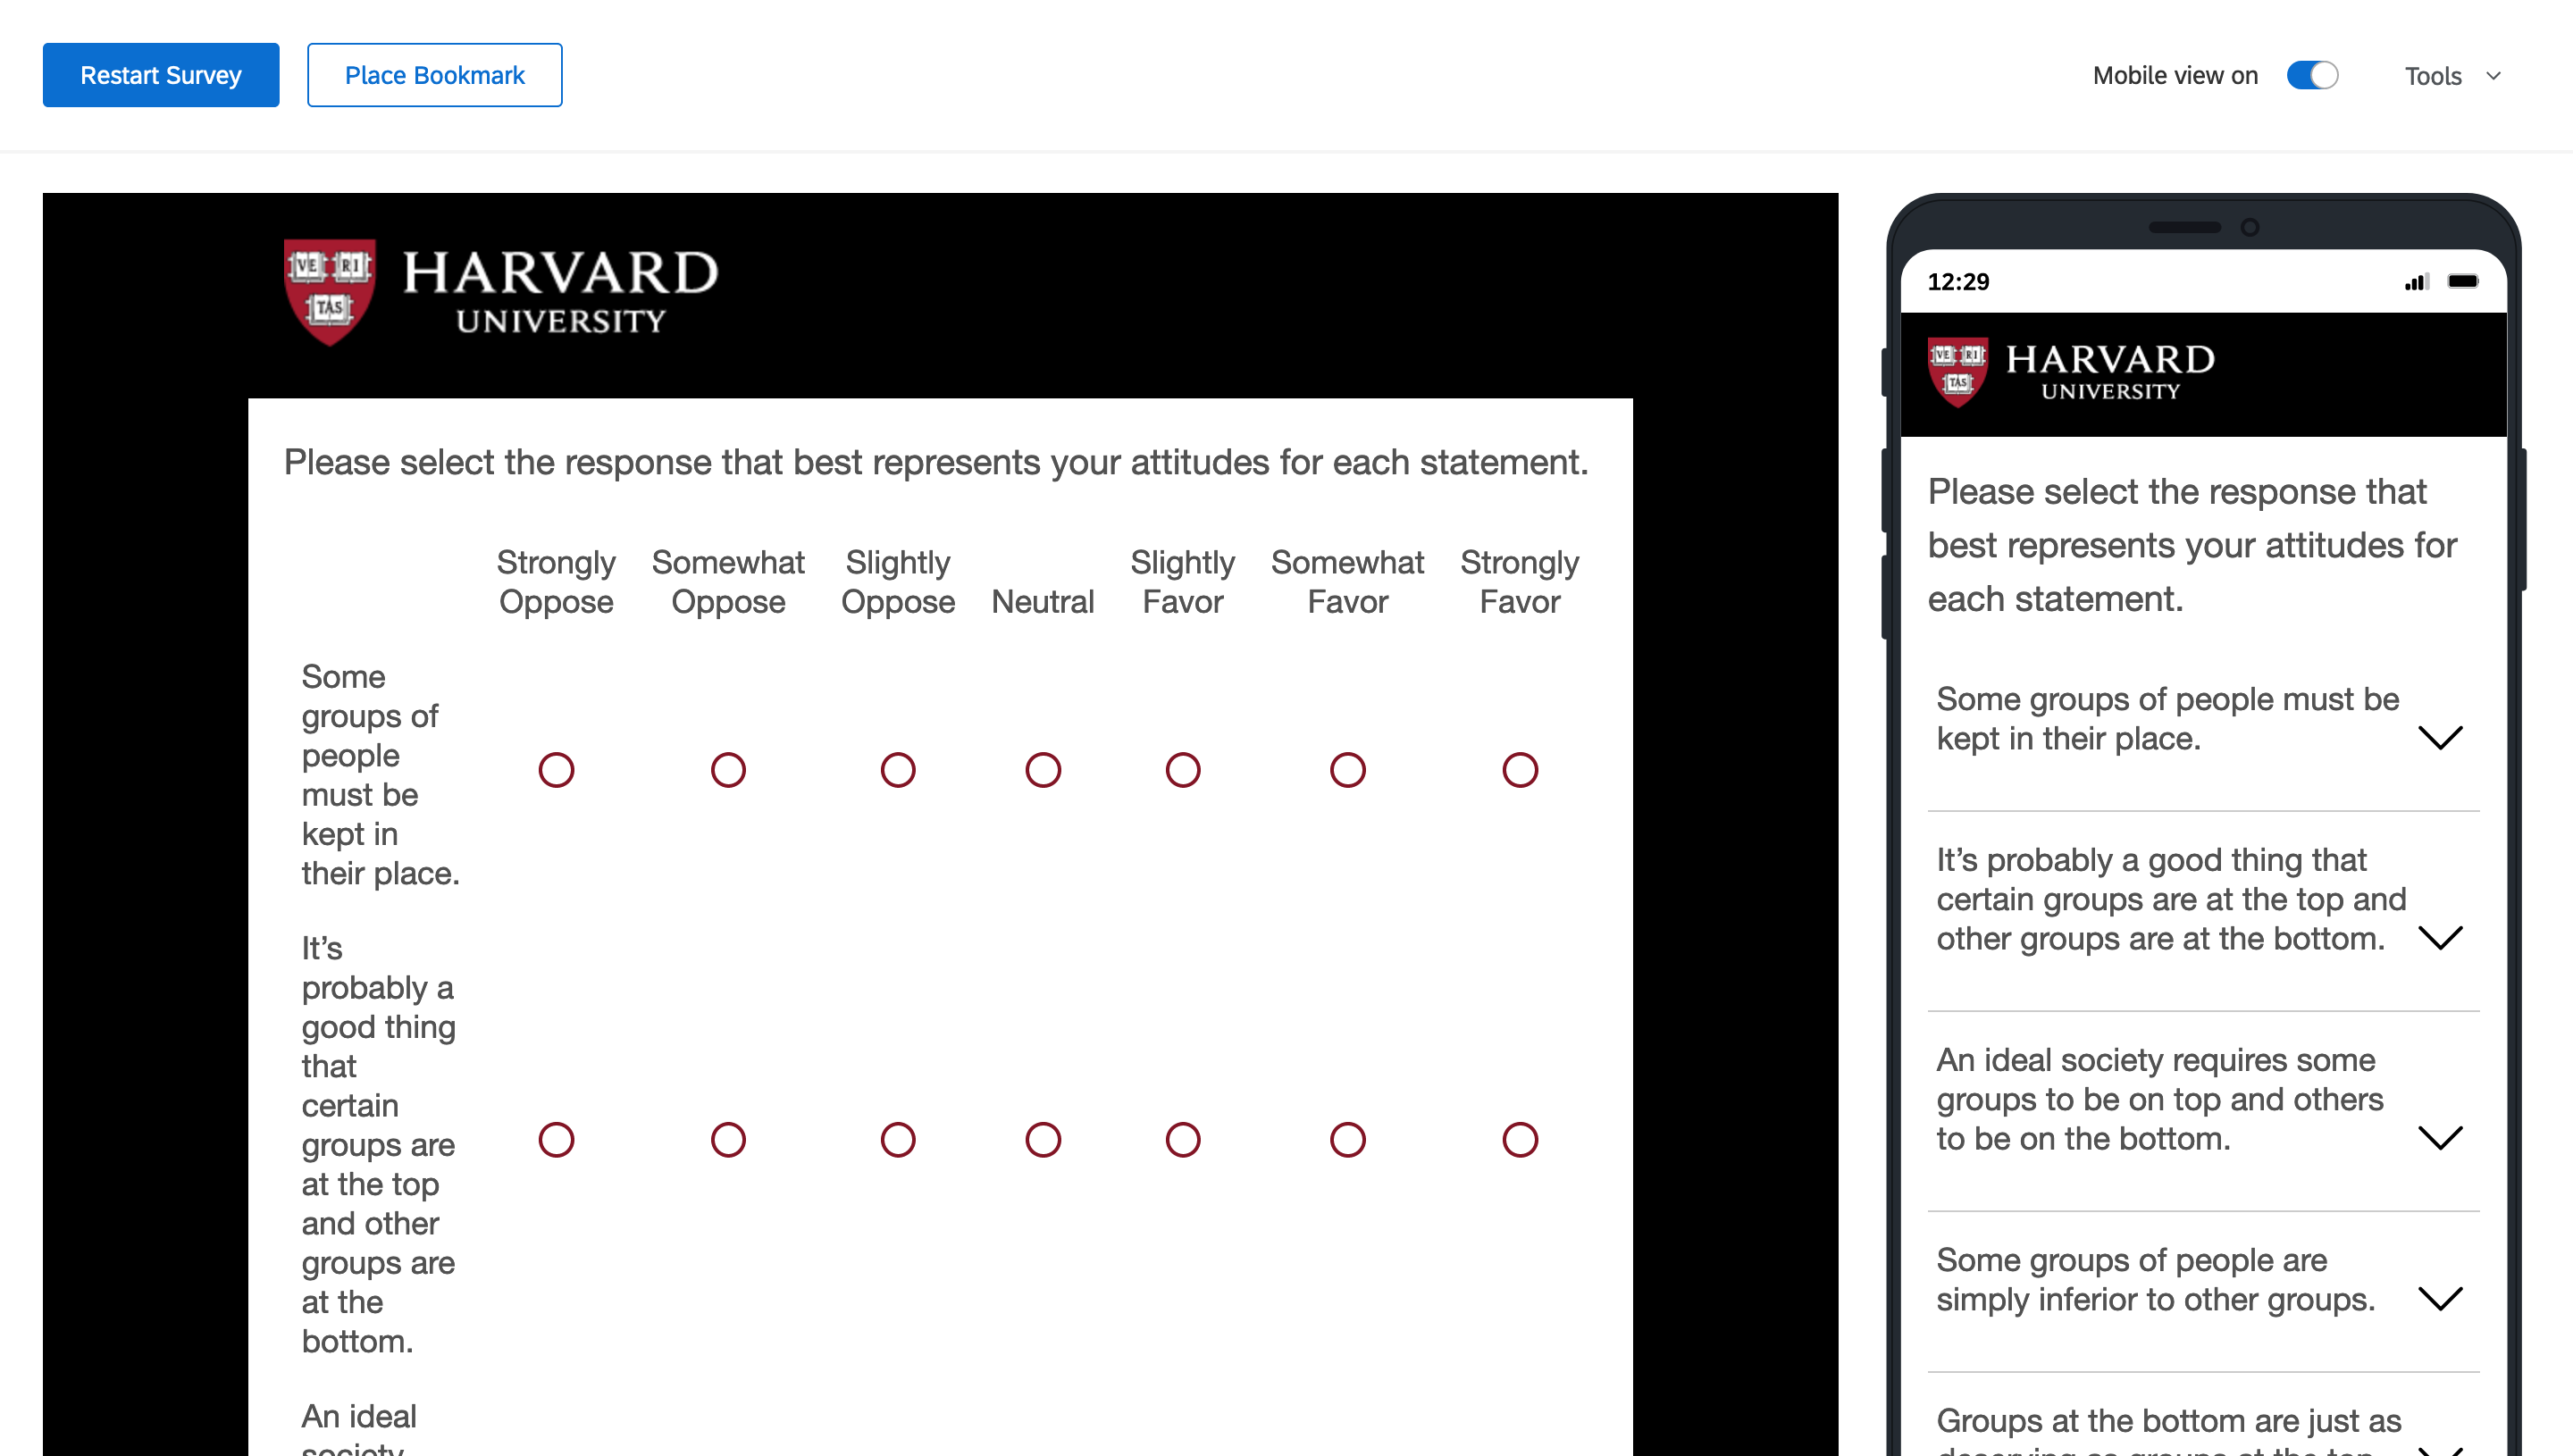 Restart Survey
Place Bookmark
Mobile view on
Tools
VE RI
TAS
HARVARD
UNIVERSITY
Please select the response that best represents your attitudes for each statement.
Strongly Somewhat Slightly Slightly Somewhat Strongly
Oppose Oppose Oppose Neutral Favor Favor Favor
Some
groups of
people
must be
kept in
their place.
It’s
probably a
good thing
that
certain
groups are
at the top
and other
groups are
at the
bottom.
An ideal
society
12:29
VE RI
TAS
HARVARD
UNIVERSITY
Please select the response that
best represents your attitudes for
each statement.
Some groups of people must be
kept in their place.
It’s probably a good thing that
certain groups are at the top and
other groups are at the bottom.
An ideal society requires some
groups to be on top and others
to be on the bottom.
Some groups of people are
simply inferior to other groups.
Groups at the bottom are just as
deserving as groups at the top